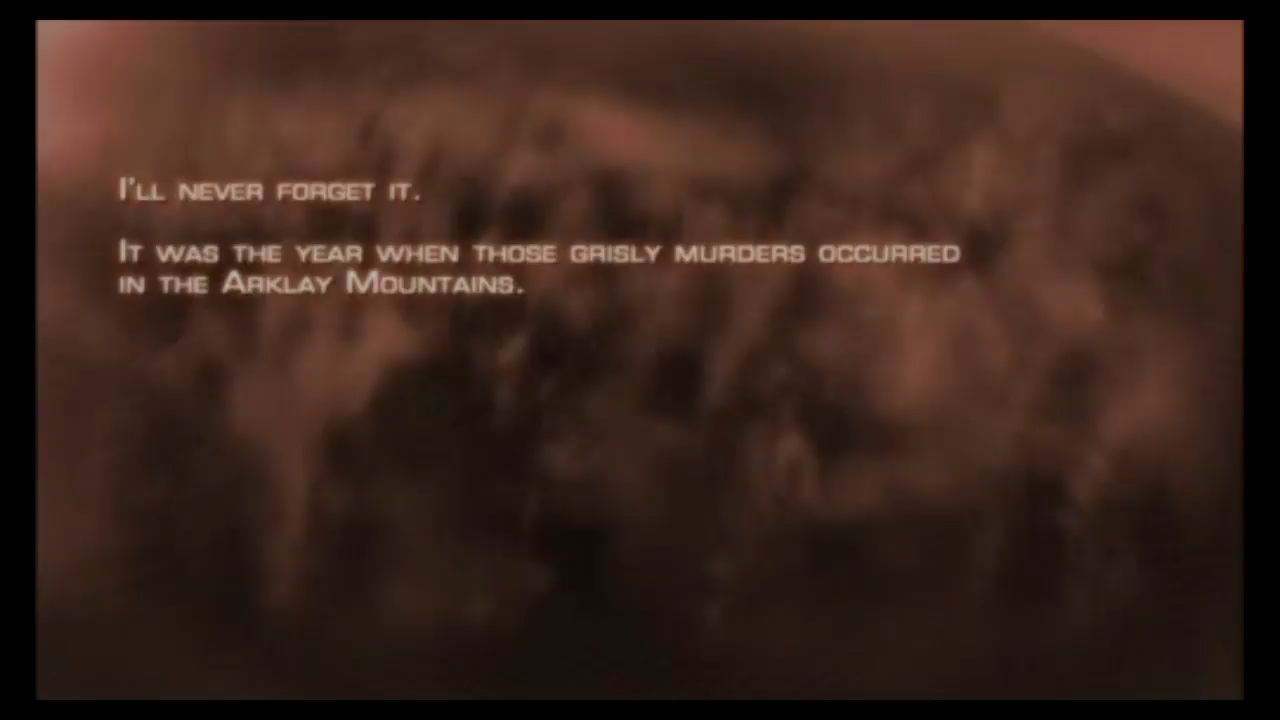 I'll never forget it.
It was the year when those grisly murders occurred
in the Arklay Mountains.